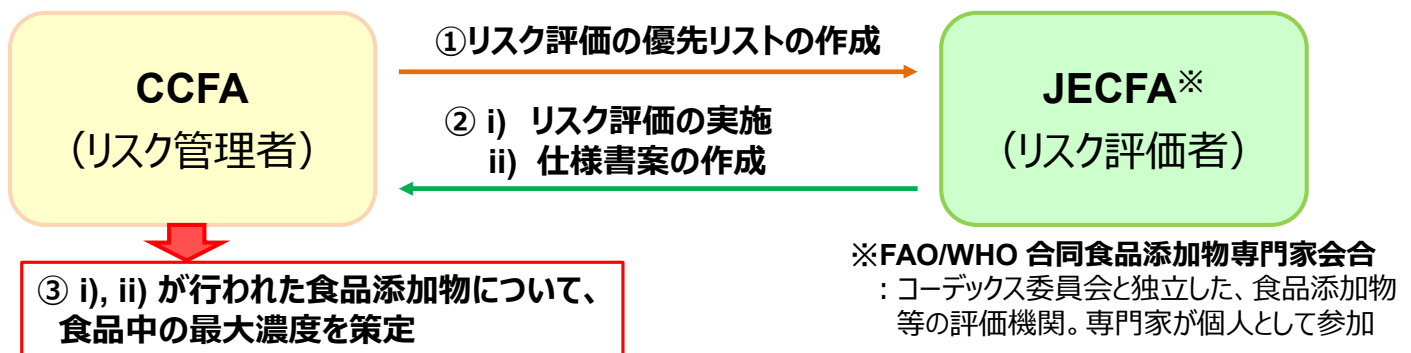 ①リスク評価の優先リストの作成
CCFA
（リスク管理者）
② i) リスク評価の実施
ii) 仕様書案の作成
JECFA※
（リスク評価者）
③ i), ii) が行われた食品添加物について、
食品中の最大濃度を策定
※FAO/WHO 合同食品添加物専門家会合
：コーデックス委員会と独立した、食品添加物
等の評価機関。専門家が個人として参加